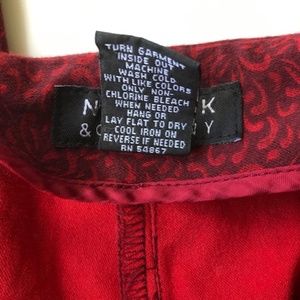 TURN GARMENT
INSIDE OUT
MACHINE
WASH COLD
WITH LIKE COLORS
ONLY NON-
CHLORINE BLEACH
WHEN NEEDED
HANG OR
LAY FLAT TO DRY
COOL IRON ON
REVERSE IF NEEDED
RN 54867